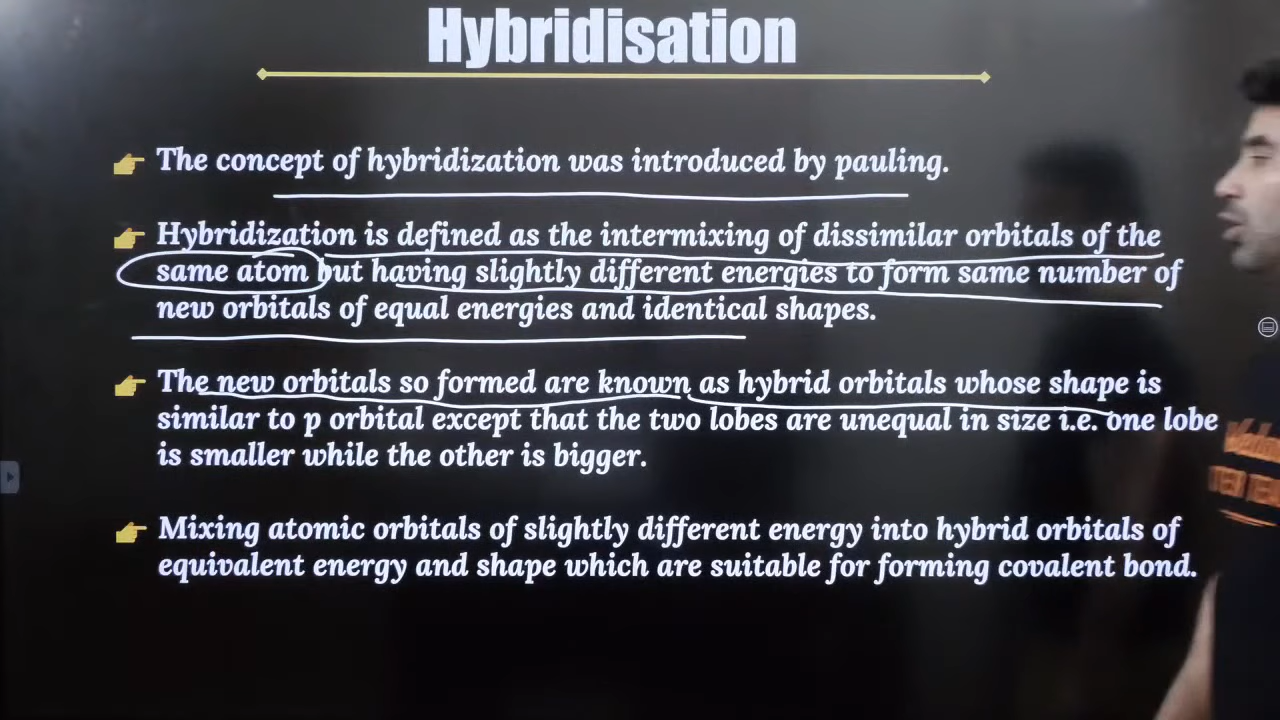 Hybridisation
The concept of hybridization was introduced by pauling.
Hybridization is defined as the intermixing of dissimilar orbitals of the
same atom but having slightly different energies to form same number of
new orbitals of equal energies and identical shapes.
The new orbitals so formed are known as hybrid orbitals whose shape is
similar to p orbital except that the two lobes are unequal in size i.e. one lobe
is smaller while the other is bigger.
Mixing atomic orbitals of slightly different energy into hybrid orbitals of
equivalent energy and shape which are suitable for forming covalent bond.